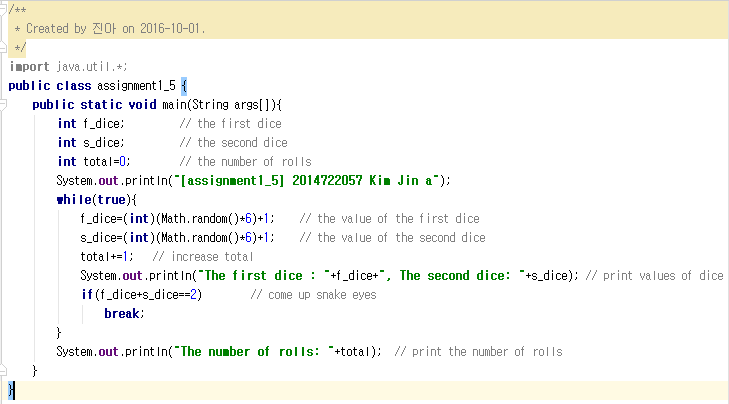 /**
 * Created by 진아 on 2016-10-01.
 */
import java.util.*;
public class assignment1_5 {
    public static void main(String args[]){
        int f_dice;         // the first dice
        int s_dice;         // the second dice
        int total=0;        // the number of rolls
        System.out.println("[assignment1_5] 2014722057 Kim Jin a");
        while(true){
            f_dice=(int)(Math.random()*6)+1;    // the value of the first dice
            s_dice=(int)(Math.random()*6)+1;    // the value of the second dice
            total+=1;   // increase total
            System.out.println("The first dice : "+f_dice+", The second dice: "+s_dice); // print values of dice
            if(f_dice+s_dice==2)        // come up snake eyes
                break;
        }
        System.out.println("The number of rolls: "+total);  // print the number of rolls
    }
}